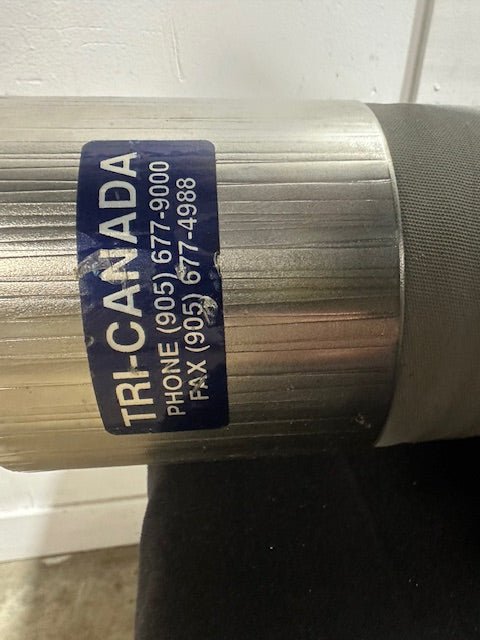 TRI-CANADA
PHONE (905) 677-9000
FAX (905) 677-4988